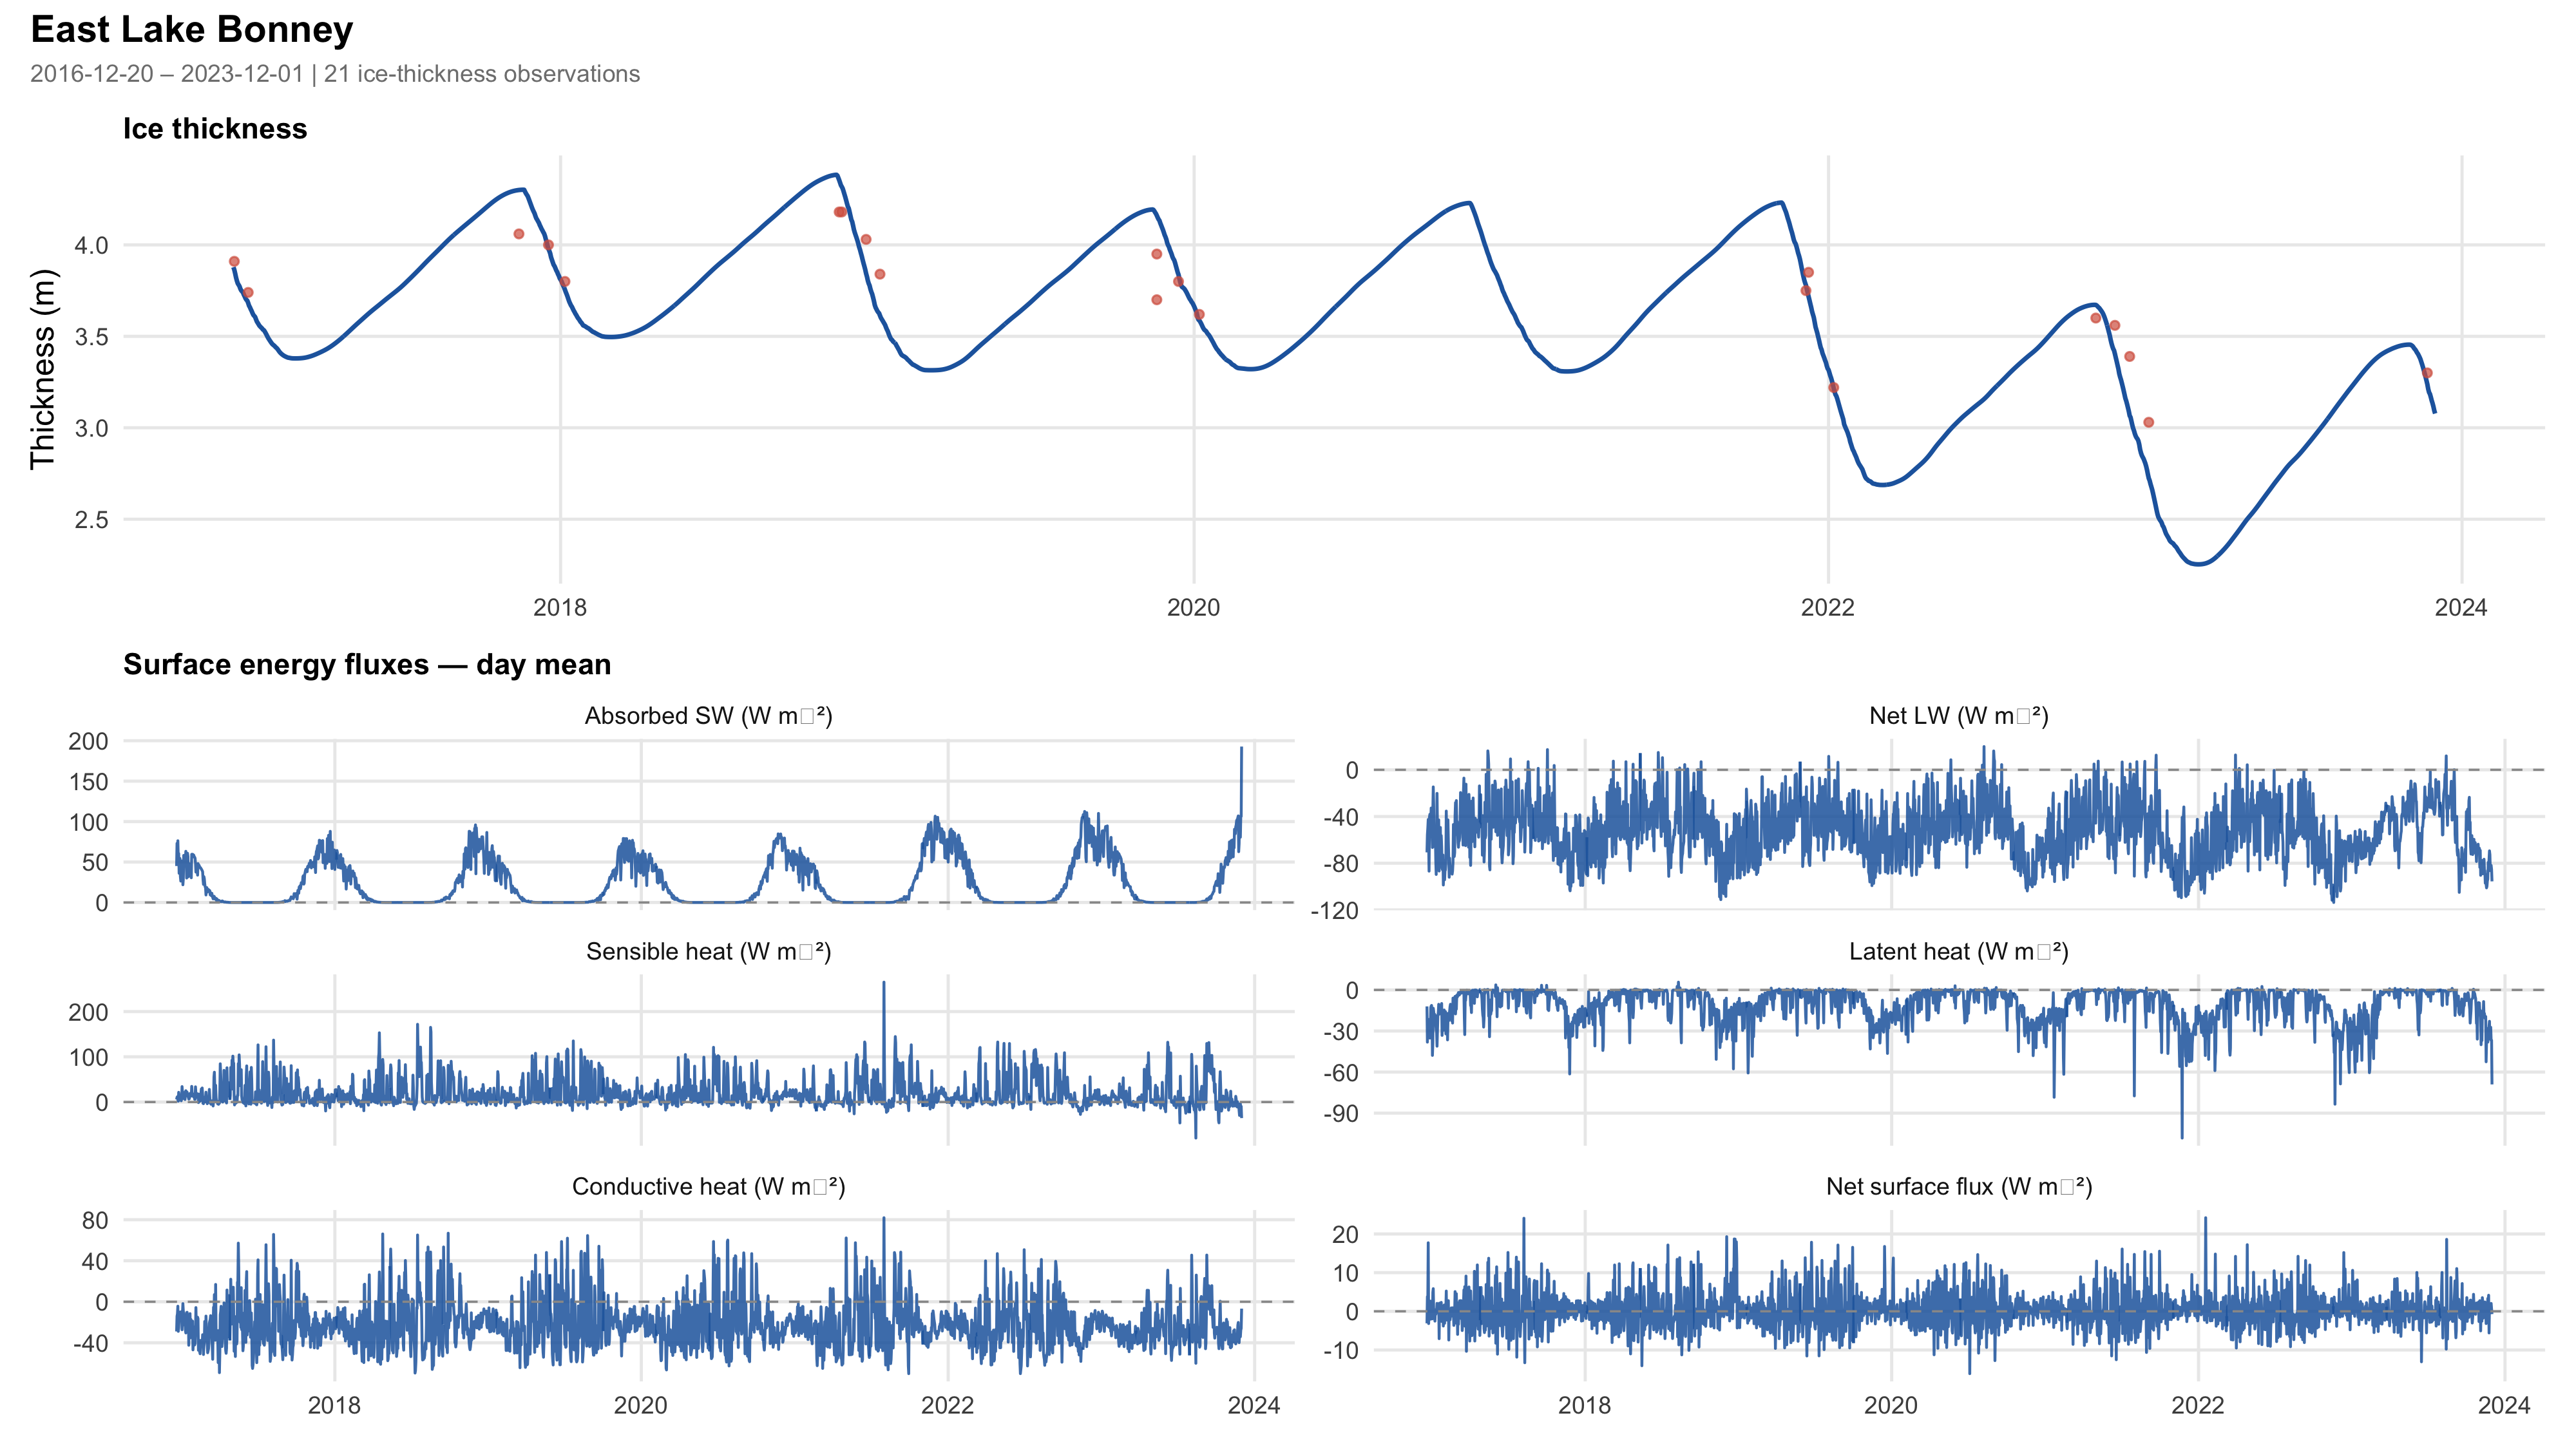 East Lake Bonney
2016-12-20 – 2023-12-01 | 21 ice-thickness observations
Ice thickness
Thickness (m)
4.0
3.5
3.0
2.5
2018 2020 2022 2024
Surface energy fluxes — day mean
Absorbed SW (W m□²)
200
150
100
50
0
Net LW (W m□²)
0
-40
-80
-120
Sensible heat (W m□²)
200
100
0
Latent heat (W m□²)
0
-30
-60
-90
Conductive heat (W m□²)
80
40
0
-40
2018 2020 2022 2024
Net surface flux (W m□²)
20
10
0
-10
2018 2020 2022 2024